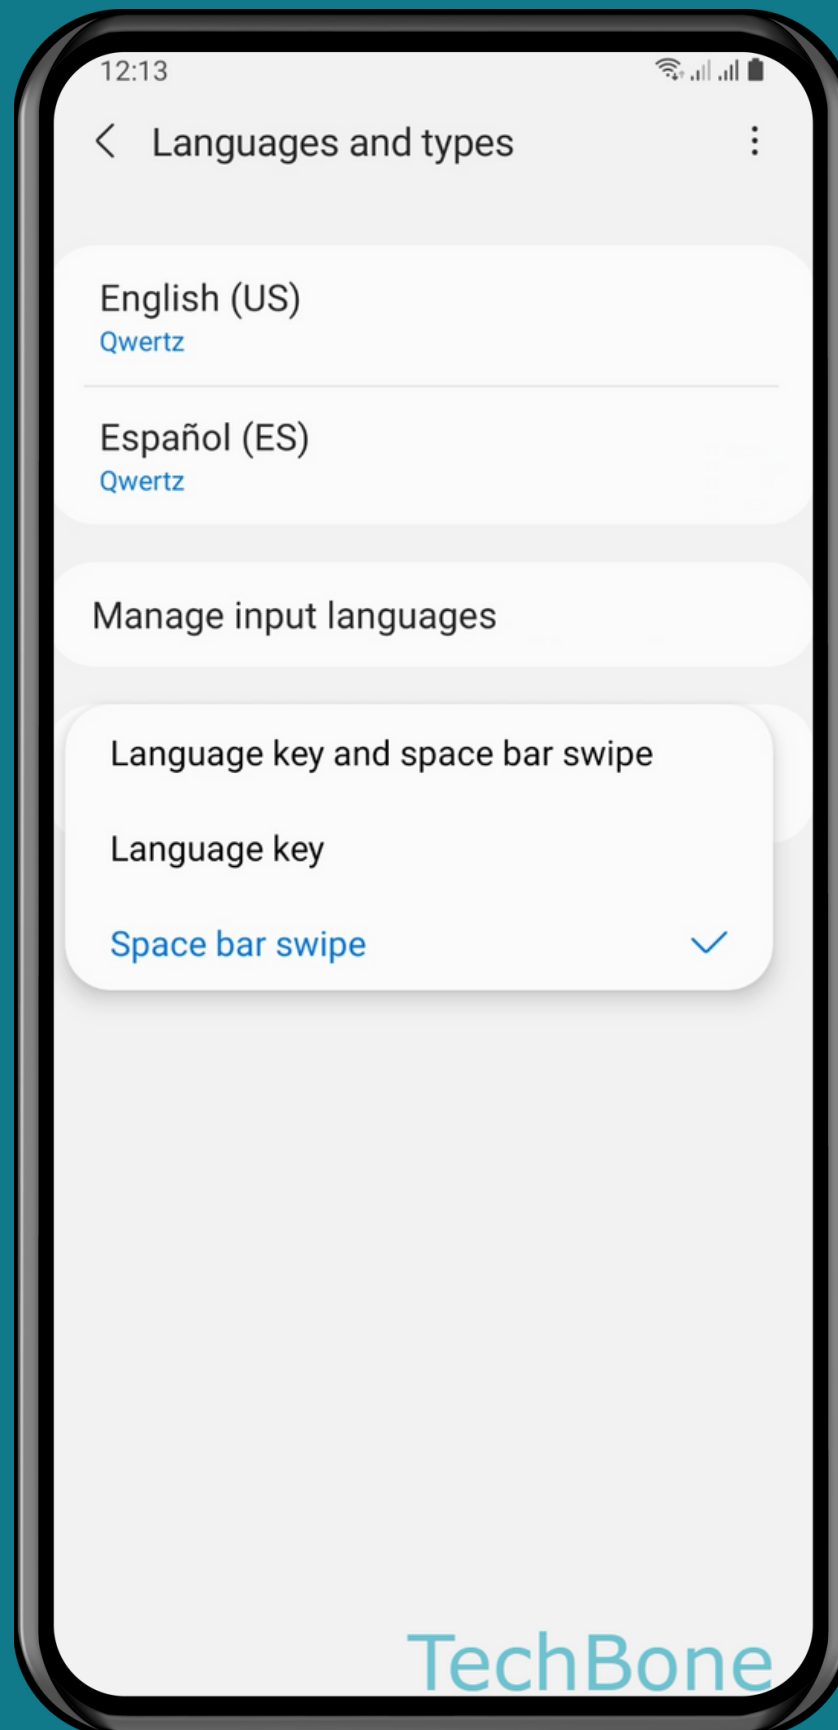 12:13
Languages and types
English (US)
Qwertz
Español (ES)
Qwertz
Manage input languages
Language key and space bar swipe
Language key
Space bar swipe
TechBone